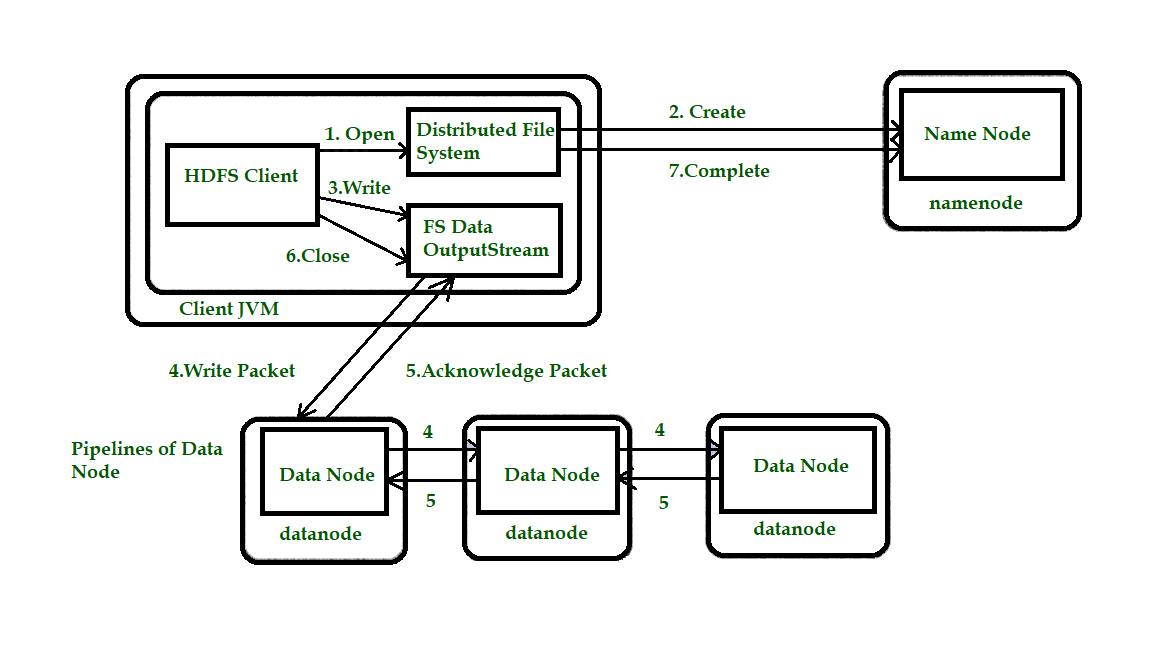 1. Open
Distributed File
System
2. Create
Name Node
HDFS Client
3.Write
7.Complete
namenode
FS Data
OutputStream
6.Close
Client JVM
4.Write Packet
5.Acknowledge Packet
Pipelines of Data
Node
4
4
Data Node
Data Node
Data Node
5
5
datanode
datanode
datanode